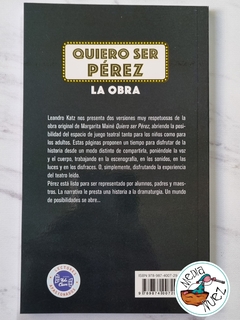 QUIERO SER
PÉREZ
LA OBRA
Leandro Katz nos presenta dos versiones muy respetuosas de la
obra original de Margarita Mainé Quiero ser Pérez, abriendo la posi-
bilidad del espacio de juego teatral tanto para los niños como para
los adultos. Estas páginas proponen un tiempo para disfrutar de la
historia desde un modo distinto de compartirla, poniéndole la voz
y el cuerpo, trabajando en la escenografía, en los sonidos, en las
luces y en los disfraces. O, simplemente, disfrutando la experiencia
del teatro leído.
Pérez está lista para ser representado por alumnas, padres y maes-
tros. La narrativa le presta una historia a la dramaturgia. Un mundo
de posibilidades se abre...
NEGRA
NUEZ